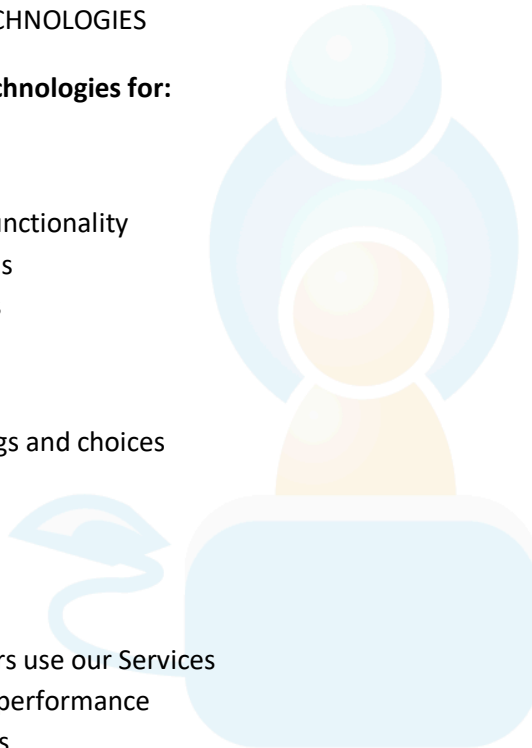 CHNOLOGIES
chnologies for:
unctionality
s
gs and choices
rs use our Services
performance
s